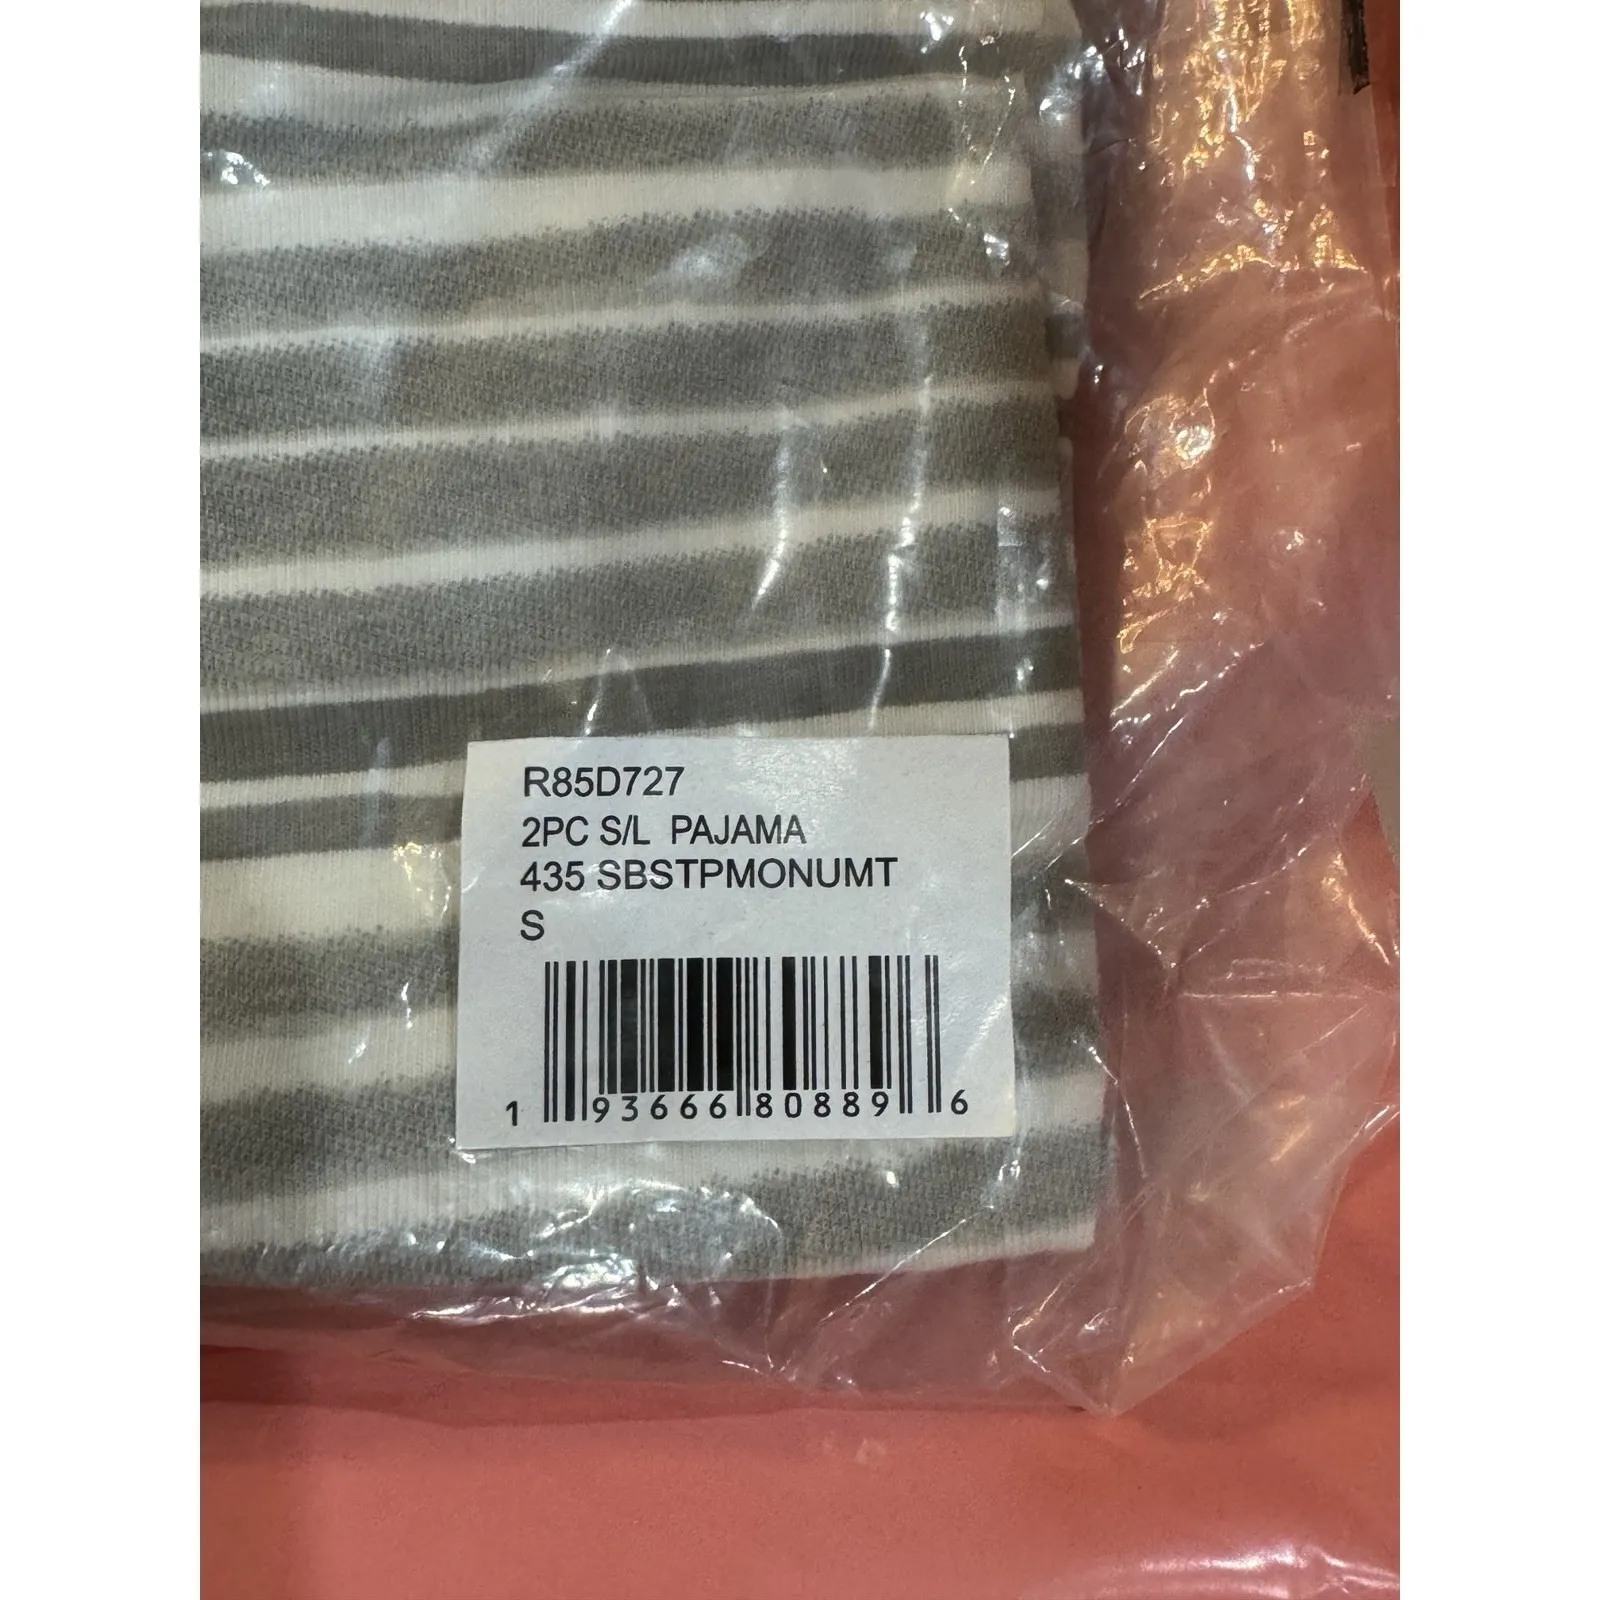 R85D727
2PC S/L PAJAMA
435 SBSTPMONUMT
S
1 93666 80889 6